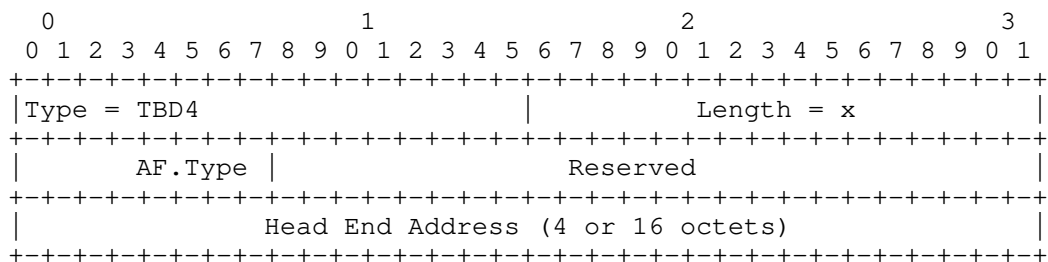 0                   1                   2                   3
 0 1 2 3 4 5 6 7 8 9 0 1 2 3 4 5 6 7 8 9 0 1 2 3 4 5 6 7 8 9 0 1
+-+-+-+-+-+-+-+-+-+-+-+-+-+-+-+-+-+-+-+-+-+-+-+-+-+-+-+-+-+-+-+-+
|Type = TBD4                    |          Length = x           |
+-+-+-+-+-+-+-+-+-+-+-+-+-+-+-+-+-+-+-+-+-+-+-+-+-+-+-+-+-+-+-+-+
|       AF.Type |                  Reserved                     |
+-+-+-+-+-+-+-+-+-+-+-+-+-+-+-+-+-+-+-+-+-+-+-+-+-+-+-+-+-+-+-+-+
|               Head End Address (4 or 16 octets)               |
+-+-+-+-+-+-+-+-+-+-+-+-+-+-+-+-+-+-+-+-+-+-+-+-+-+-+-+-+-+-+-+-+